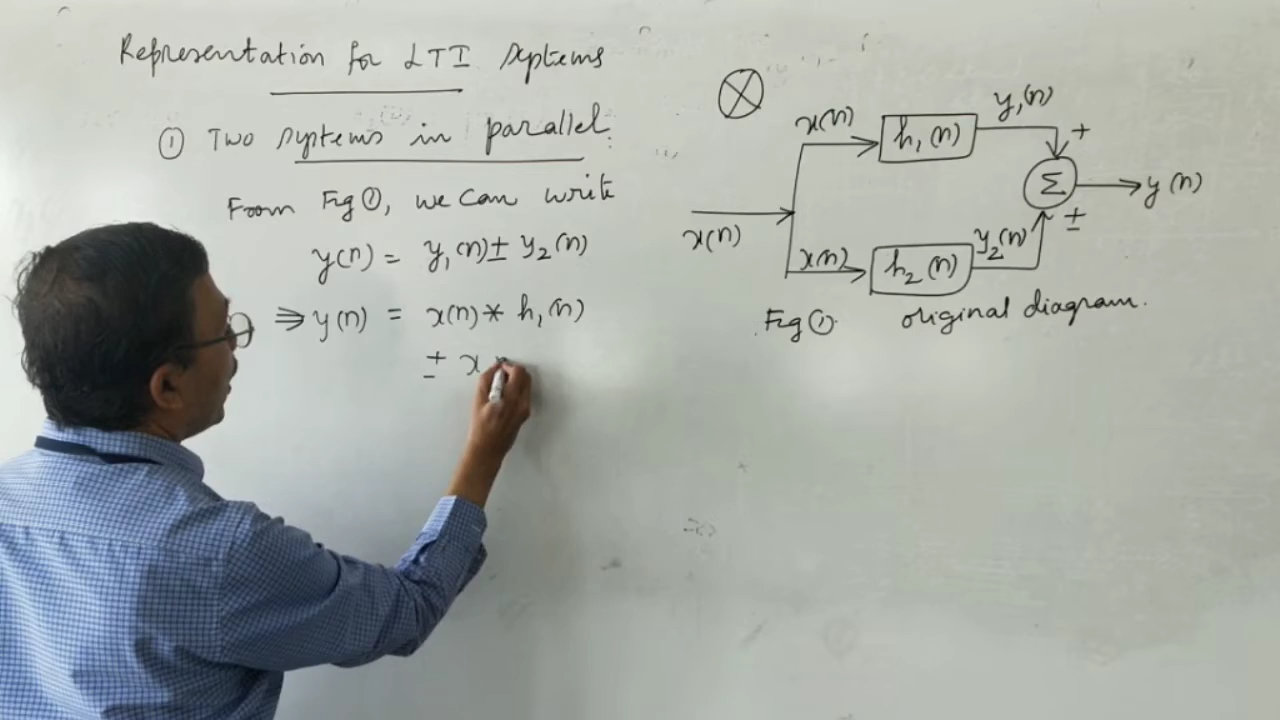 Representation for LTI Systems
① Two Systems in parallel:
From Fig ①, we can write
y(n) = y₁(n) ± y₂(n)
⇒ y(n) = x(n) * h₁(n)
± x
x(n)
x(n)
h₁(n)
y₁(n)
+
Σ
y(n)
±
x(n)
h₂(n)
y₂(n)
Fig ①. original diagram.